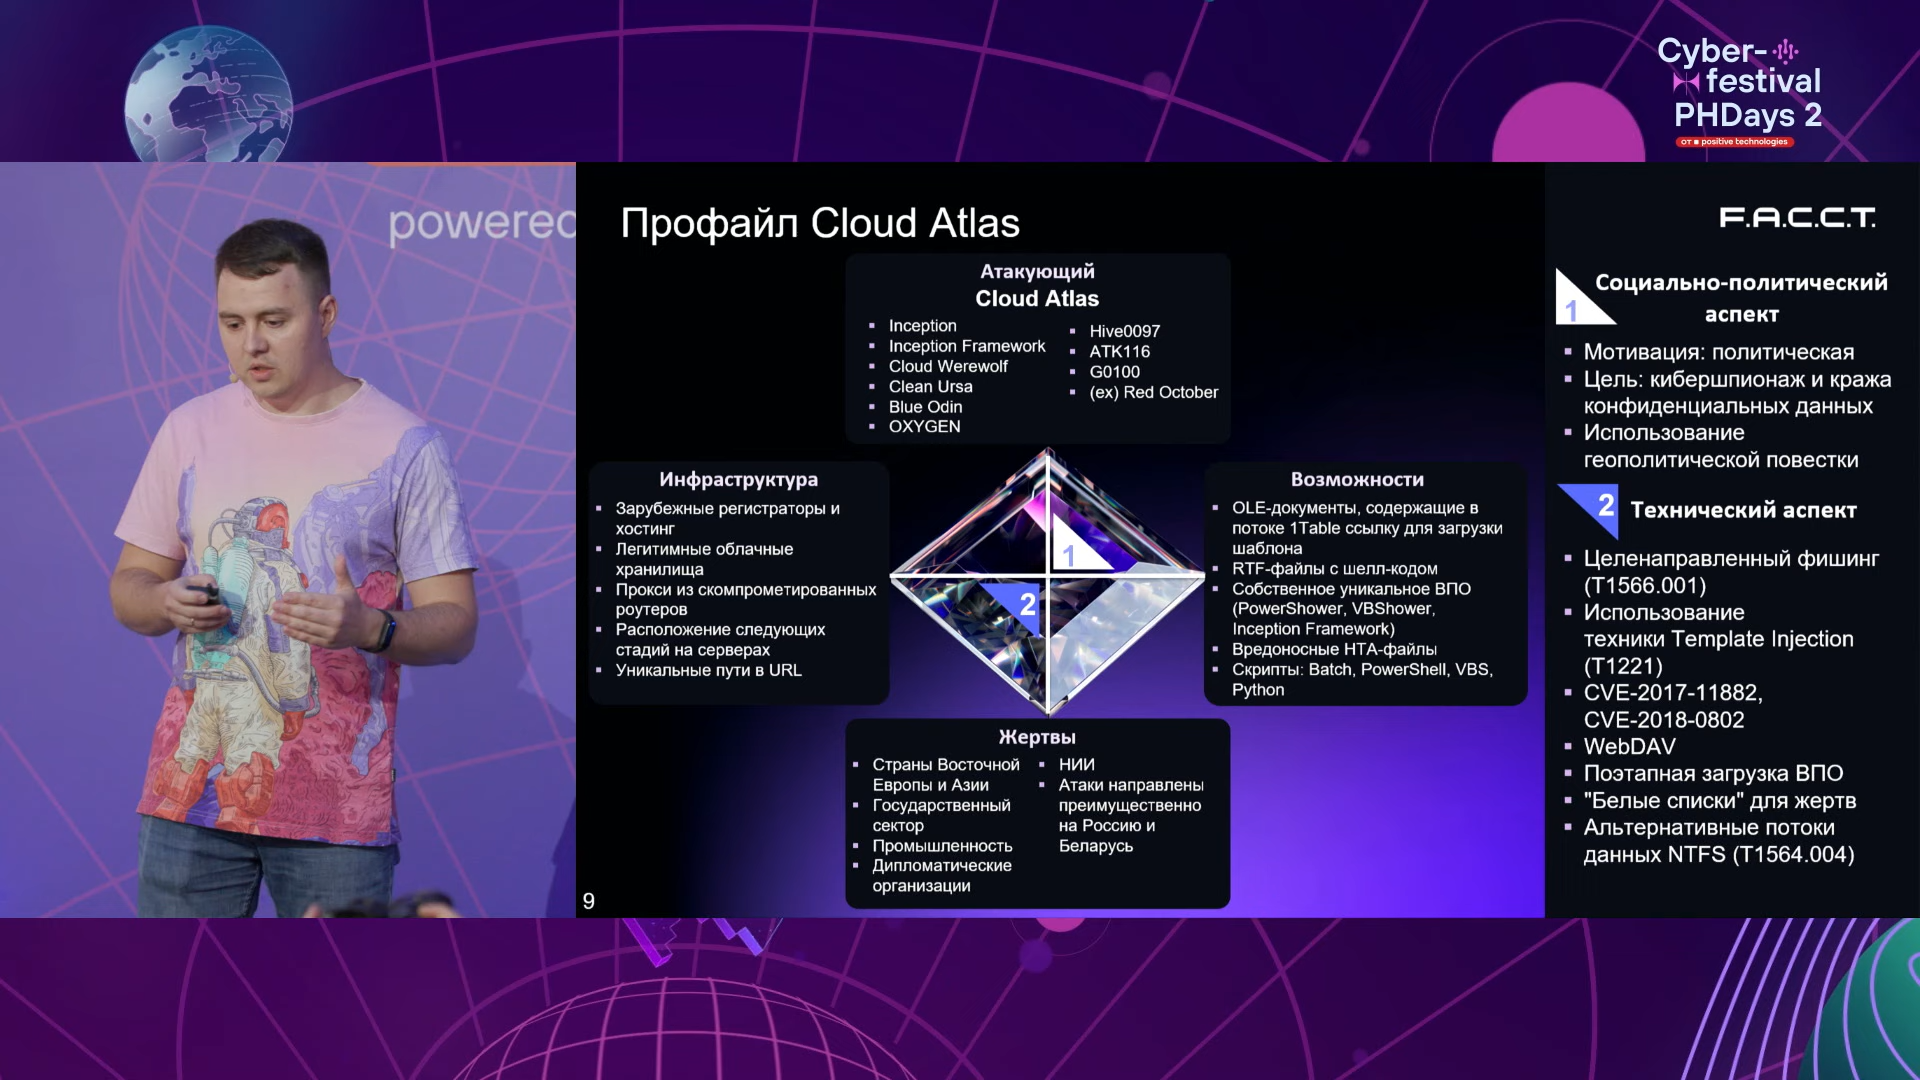 Cyber-
festival
PHDays 2
от positive technologies
powered
Профайл Cloud Atlas
F.A.C.C.T.
Атакующий
Cloud Atlas
▪ Inception
▪ Inception Framework
▪ Cloud Werewolf
▪ Clean Ursa
▪ Blue Odin
▪ OXYGEN
▪ Hive0097
▪ ATK116
▪ G0100
▪ (ex) Red October
Инфраструктура
▪ Зарубежные регистраторы и
хостинг
▪ Легитимные облачные
хранилища
▪ Прокси из скомпрометированных
роутеров
▪ Расположение следующих
стадий на серверах
▪ Уникальные пути в URL
1
2
Возможности
▪ OLE-документы, содержащие в
потоке 1Table ссылку для загрузки
шаблона
▪ RTF-файлы с шелл-кодом
▪ Собственное уникальное ВПО
(PowerShower, VBShower,
Inception Framework)
▪ Вредоносные HTA-файлы
▪ Скрипты: Batch, PowerShell, VBS,
Python
Жертвы
▪ Страны Восточной
Европы и Азии
▪ Государственный
сектор
▪ Промышленность
▪ Дипломатические
организации
▪ НИИ
▪ Атаки направлены
преимущественно
на Россию и
Беларусь
9
1
Социально-политический
аспект
▪ Мотивация: политическая
▪ Цель: кибершпионаж и кража
конфиденциальных данных
▪ Использование
геополитической повестки
2
Технический аспект
▪ Целенаправленный фишинг
(T1566.001)
▪ Использование
техники Template Injection
(T1221)
▪ CVE-2017-11882,
CVE-2018-0802
▪ WebDAV
▪ Поэтапная загрузка ВПО
▪ "Белые списки" для жертв
▪ Альтернативные потоки
данных NTFS (T1564.004)